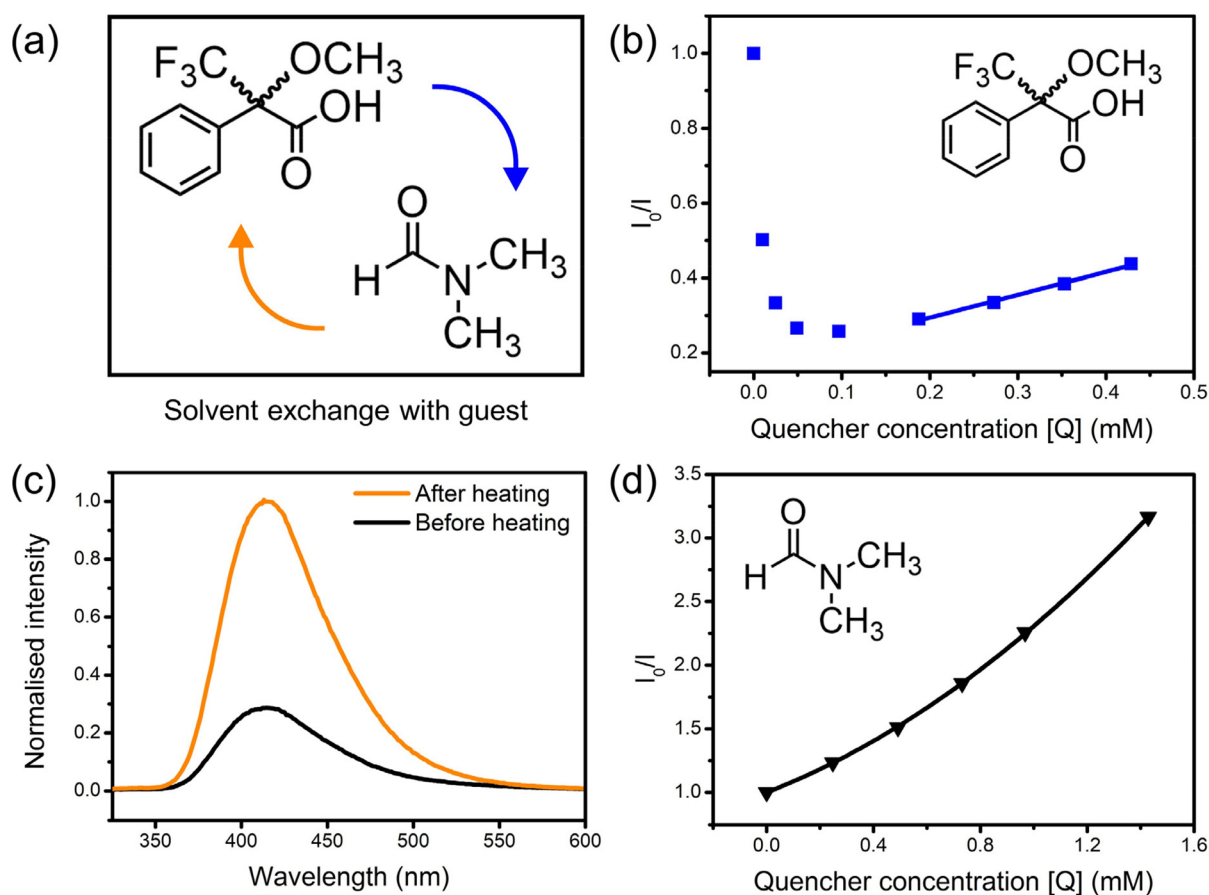 (a)
F₃C
OCH₃
OH
O
O
H
N
CH₃
CH₃
Solvent exchange with guest
(b)
1.0
0.8
0.6
0.4
0.2
I₀/I
F₃C
OCH₃
OH
O
0.0 0.1 0.2 0.3 0.4 0.5
Quencher concentration [Q] (mM)
(c)
1.0
0.8
0.6
0.4
0.2
0.0
Normalised intensity
After heating
Before heating
350 400 450 500 550 600
Wavelength (nm)
(d)
3.5
3.0
2.5
2.0
1.5
1.0
I₀/I
O
H
N
CH₃
CH₃
0.0 0.4 0.8 1.2 1.6
Quencher concentration [Q] (mM)